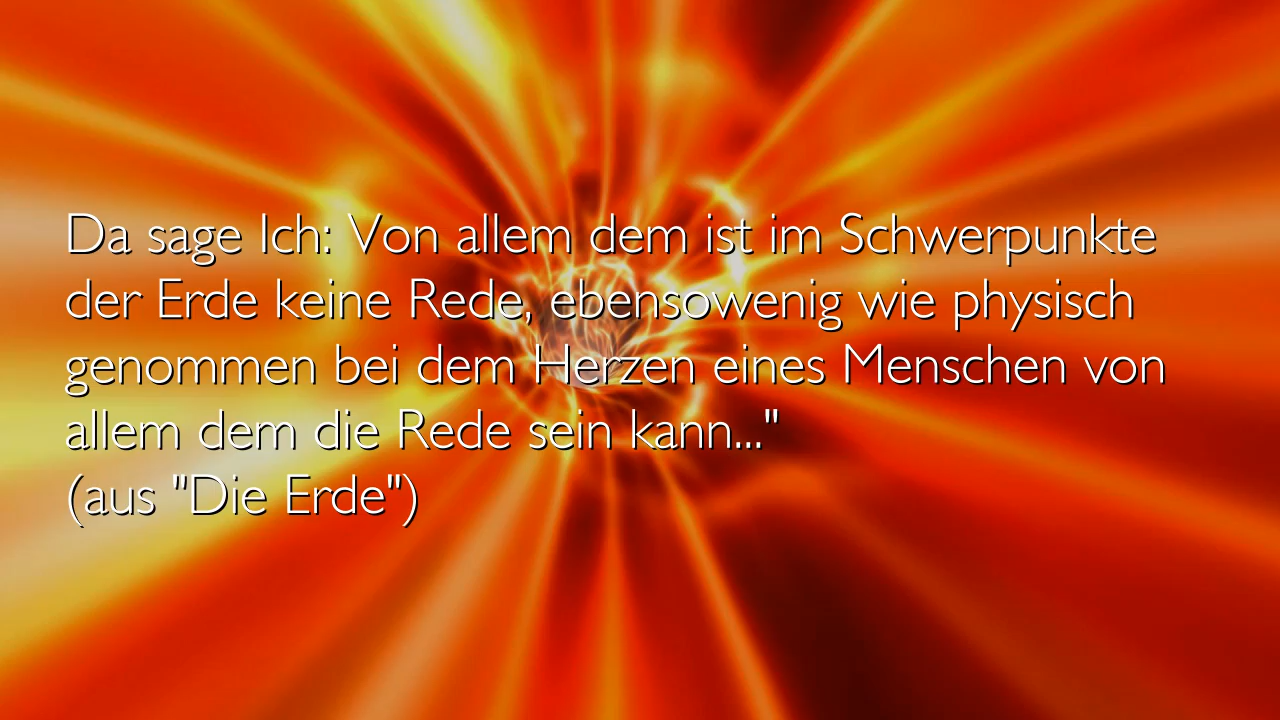 Da sage Ich: Von allem dem ist im Schwerpunkte
der Erde keine Rede, ebensowenig wie physisch
genommen bei dem Herzen eines Menschen von
allem dem die Rede sein kann..."
(aus "Die Erde")